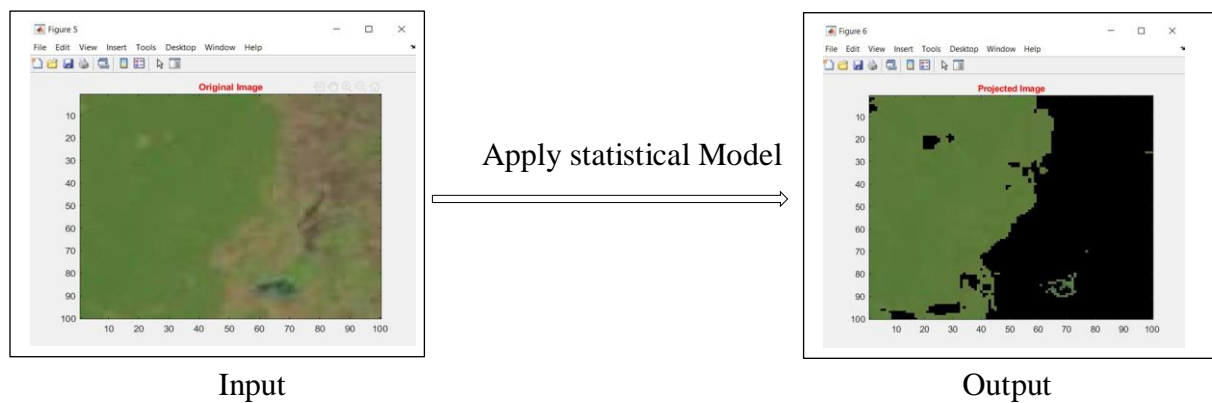 Figure 5
File Edit View Insert Tools Desktop Window Help
Original Image
10
20
30
40
50
60
70
80
90
100
10 20 30 40 50 60 70 80 90 100
Input
Apply statistical Model
Figure 6
File Edit View Insert Tools Desktop Window Help
Projected Image
10
20
30
40
50
60
70
80
90
100
10 20 30 40 50 60 70 80 90 100
Output